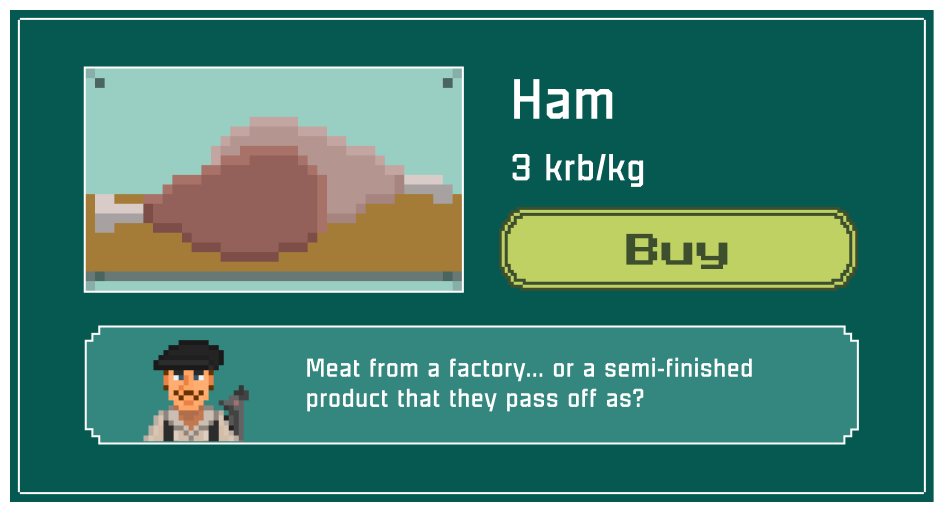 Ham
3 krb/kg
Buy
Meat from a factory... or a semi-finished
product that they pass off as?